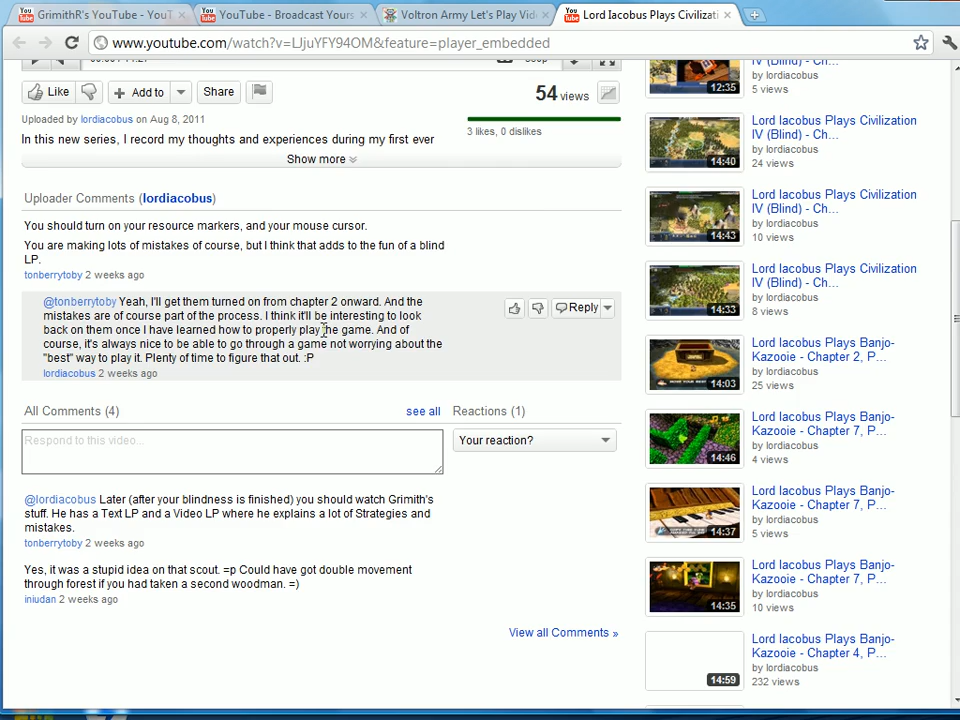 GrimithR's YouTube - YouT
YouTube - Broadcast Yours
Voltron Army Let's Play Vide
Lord Iacobus Plays Civilizati
www.youtube.com/watch?v=LJjuYFY94OM&feature=player_embedded
Like
Add to
Share
54 views
Uploaded by lordiacobus on Aug 8, 2011
3 likes, 0 dislikes
In this new series, I record my thoughts and experiences during my first ever
Show more
Uploader Comments (lordiacobus)
You should turn on your resource markers, and your mouse cursor.
You are making lots of mistakes of course, but I think that adds to the fun of a blind
LP.
tonberrytoby 2 weeks ago
@tonberrytoby Yeah, I'll get them turned on from chapter 2 onward. And the
mistakes are of course part of the process. I think it'll be interesting to look
back on them once I have learned how to properly play the game. And of
course, it's always nice to be able to go through a game not worrying about the
"best" way to play it. Plenty of time to figure that out. :P
lordiacobus 2 weeks ago
Reply
All Comments (4)
see all
Reactions (1)
Respond to this video...
Your reaction?
@lordiacobus Later (after your blindness is finished) you should watch Grimith's
stuff. He has a Text LP and a Video LP where he explains a lot of Strategies and
mistakes.
tonberrytoby 2 weeks ago
Yes, it was a stupid idea on that scout. =p Could have got double movement
through forest if you had taken a second woodman. =)
iniudan 2 weeks ago
View all Comments »
IV (Blind) - Ch...
by lordiacobus
5 views
12:35
Lord Iacobus Plays Civilization
IV (Blind) - Ch...
by lordiacobus
24 views
14:40
Lord Iacobus Plays Civilization
IV (Blind) - Ch...
by lordiacobus
10 views
14:43
Lord Iacobus Plays Civilization
IV (Blind) - Ch...
by lordiacobus
8 views
14:33
Lord Iacobus Plays Banjo-
Kazooie - Chapter 2, P...
by lordiacobus
25 views
14:03
Lord Iacobus Plays Banjo-
Kazooie - Chapter 7, P...
by lordiacobus
4 views
14:46
Lord Iacobus Plays Banjo-
Kazooie - Chapter 7, P...
by lordiacobus
5 views
14:37
Lord Iacobus Plays Banjo-
Kazooie - Chapter 7, P...
by lordiacobus
10 views
14:35
Lord Iacobus Plays Banjo-
Kazooie - Chapter 4, P...
by lordiacobus
232 views
14:59